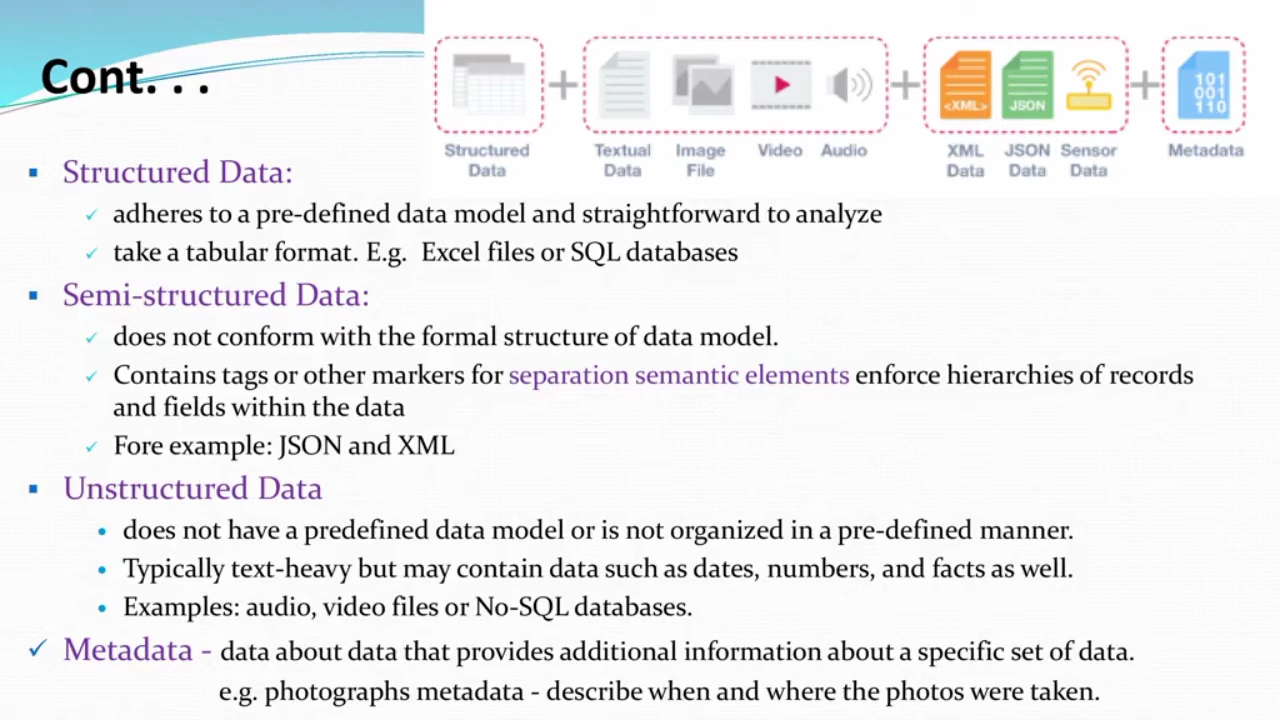 Cont. . .
Structured
Data
Textual
Data
Image
File
Video
Audio
<XML>
XML
Data
JSON
JSON
Data
Sensor
Data
101
001
110
Metadata
Structured Data:
adheres to a pre-defined data model and straightforward to analyze
take a tabular format. E.g. Excel files or SQL databases
Semi-structured Data:
does not conform with the formal structure of data model.
Contains tags or other markers for separation semantic elements enforce hierarchies of records
and fields within the data
Fore example: JSON and XML
Unstructured Data
does not have a predefined data model or is not organized in a pre-defined manner.
Typically text-heavy but may contain data such as dates, numbers, and facts as well.
Examples: audio, video files or No-SQL databases.
Metadata - data about data that provides additional information about a specific set of data.
e.g. photographs metadata - describe when and where the photos were taken.